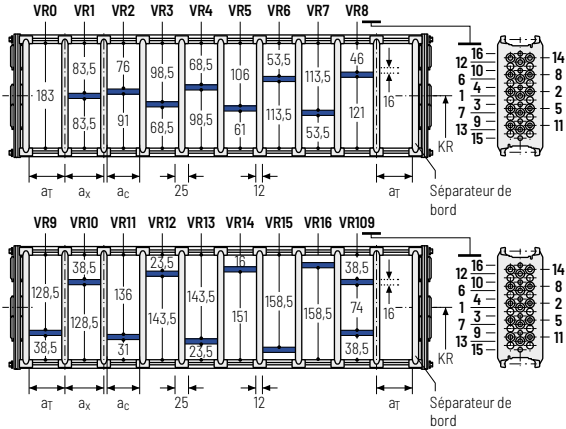 VR0 VR1 VR2 VR3 VR4 VR5 VR6 VR7 VR8
183 83,5 76 98,5 68,5 106 53,5 113,5 46
83,5 91 68,5 98,5 61 113,5 53,5 121
16
16
12
10
6
4
1
3
7
9
13
15
14
8
2
5
11
KR
aT ax ac 25 12 aT
Séparateur de
bord
VR9 VR10 VR11 VR12 VR13 VR14 VR15 VR16 VR109
128,5 38,5 136 23,5 143,5 16 158,5 158,5 38,5
74
38,5 128,5 31 143,5 23,5 151 38,5
16
16
12
10
6
4
1
3
7
9
13
15
14
8
2
5
11
KR
aT ax ac 25 12 aT
Séparateur de
bord